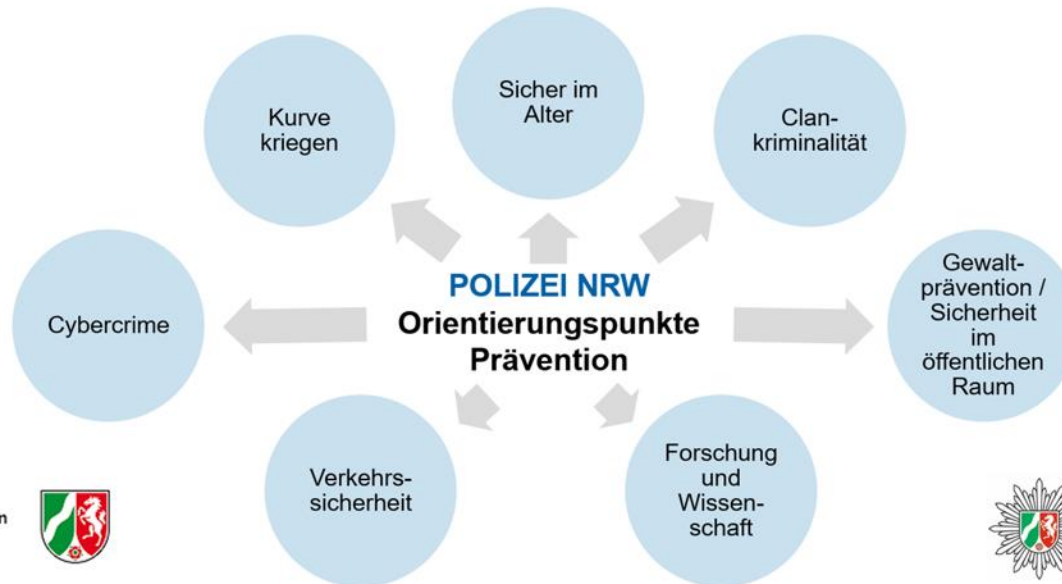 Sicher im
Alter
Kurve
kriegen
Clan-
kriminalität
POLIZEI NRW
Orientierungspunkte
Prävention
Cybercrime
Gewalt-
prävention /
Sicherheit
im
öffentlichen
Raum
Verkehrs-
sicherheit
Forschung
und
Wissen-
schaft
n